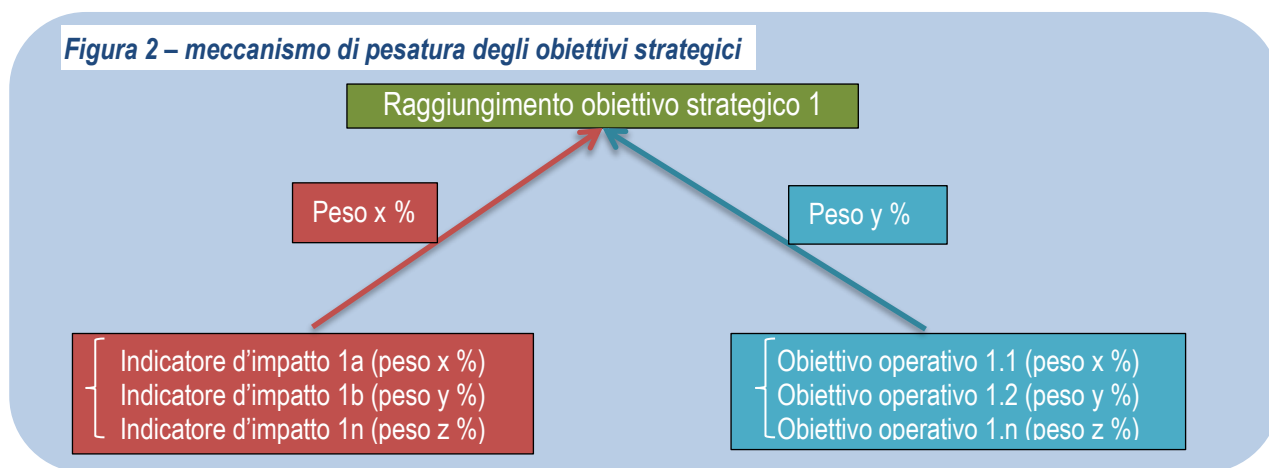 Figura 2 – meccanismo di pesatura degli obiettivi strategici
Raggiungimento obiettivo strategico 1
Peso x %
Peso y %
Indicatore d'impatto 1a (peso x %)
Indicatore d'impatto 1b (peso y %)
Indicatore d'impatto 1n (peso z %)
Obiettivo operativo 1.1 (peso x %)
Obiettivo operativo 1.2 (peso y %)
Obiettivo operativo 1.n (peso z %)